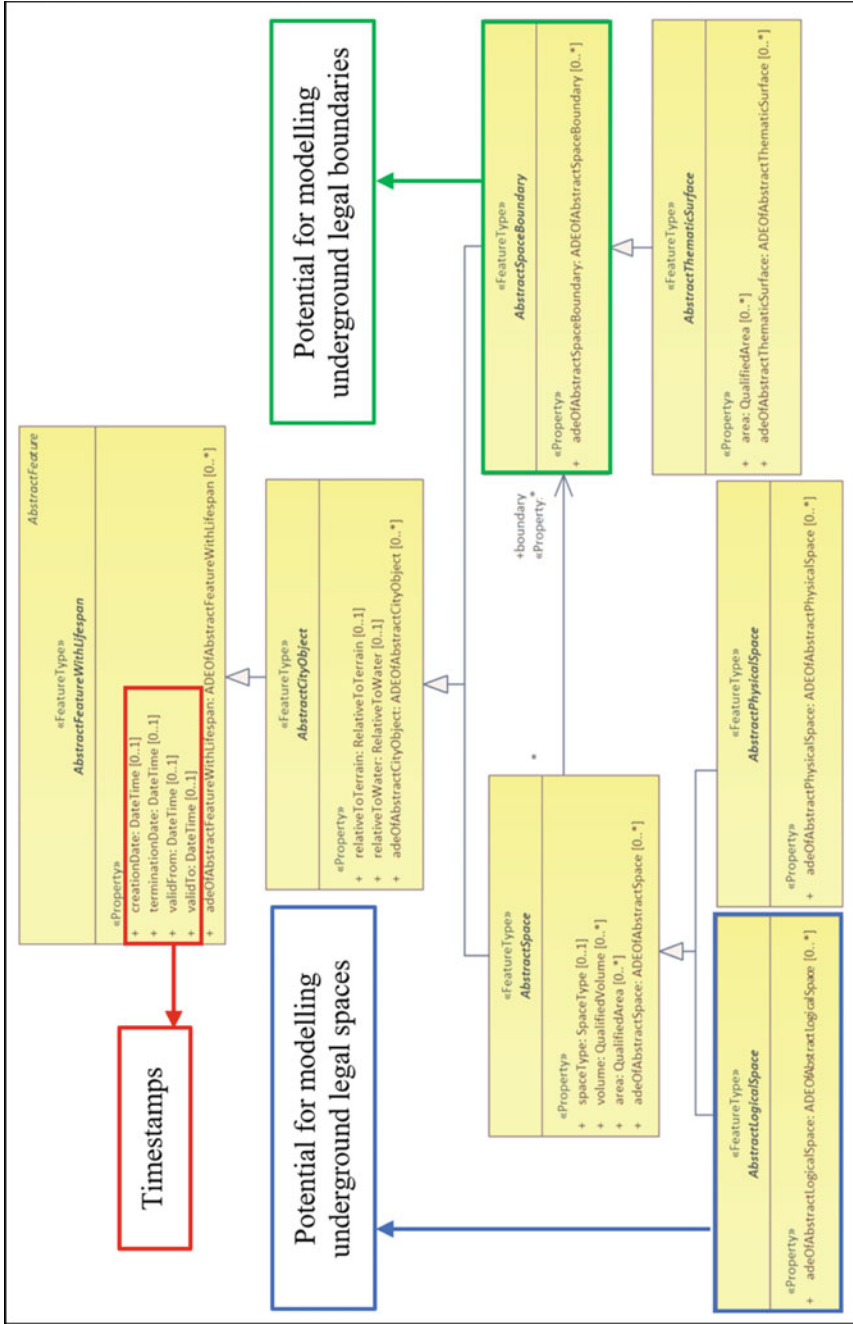 Timestamps
AbstractFeature
«FeatureType»
AbstractFeatureWithLifespan
«Property»
+ creationDate: DateTime [0..1]
+ terminationDate: DateTime [0..1]
+ validFrom: DateTime [0..1]
+ validTo: DateTime [0..1]
+ adeOfAbstractFeatureWithLifespan: ADEOfAbstractFeatureWithLifespan [0..*]
Potential for modelling
underground legal spaces
«FeatureType»
AbstractCityObject
«Property»
+ relativeToTerrain: RelativeToTerrain [0..1]
+ relativeToWater: RelativeToWater [0..1]
+ adeOfAbstractCityObject: ADEOfAbstractCityObject [0..*]
Potential for modelling
underground legal boundaries
«FeatureType»
AbstractSpace
«Property»
+ spaceType: SpaceType [0..1]
+ volume: QualifiedVolume [0..*]
+ area: QualifiedArea [0..*]
+ adeOfAbstractSpace: ADEOfAbstractSpace [0..*]
*
+boundary
«Property» *
«FeatureType»
AbstractSpaceBoundary
«Property»
+ adeOfAbstractSpaceBoundary: ADEOfAbstractSpaceBoundary [0..*]
«FeatureType»
AbstractLogicalSpace
«Property»
+ adeOfAbstractLogicalSpace: ADEOfAbstractLogicalSpace [0..*]
«FeatureType»
AbstractPhysicalSpace
«Property»
+ adeOfAbstractPhysicalSpace: ADEOfAbstractPhysicalSpace [0..*]
«FeatureType»
AbstractThematicSurface
«Property»
+ area: QualifiedArea [0..*]
+ adeOfAbstractThematicSurface: ADEOfAbstractThematicSurface [0..*]